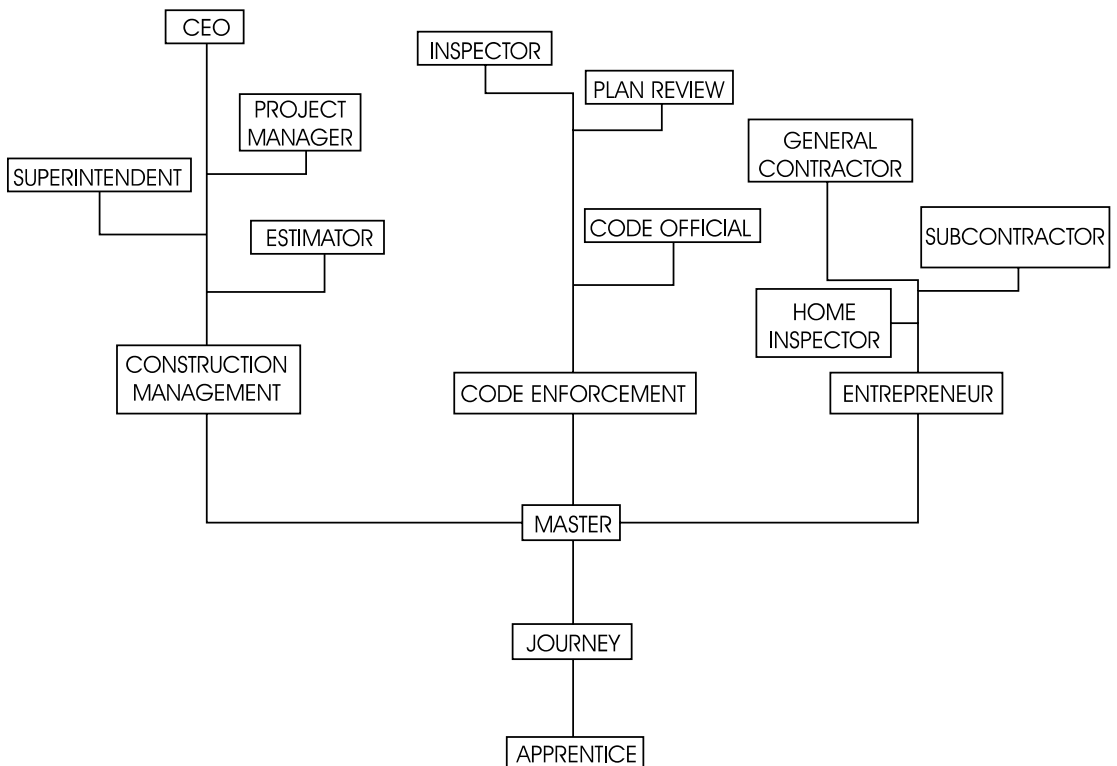 CEO
INSPECTOR
PLAN REVIEW
PROJECT
MANAGER
GENERAL
CONTRACTOR
SUPERINTENDENT
CODE OFFICIAL
SUBCONTRACTOR
ESTIMATOR
HOME
INSPECTOR
CONSTRUCTION
MANAGEMENT
CODE ENFORCEMENT
ENTREPRENEUR
MASTER
JOURNEY
APPRENTICE